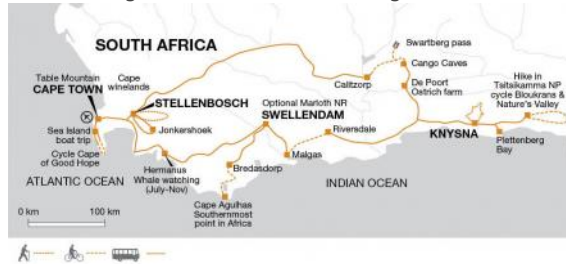 SOUTH AFRICA
Swartberg pass
Cango Caves
Calitzorp
De Poort
Ostrich farm
Hike in
Tsitaikamma NP
cycle Bloukrans &
Nature's Valley
Table Mountain
CAPE TOWN
Cape
winelands
STELLENBOSCH
Jonkershoek
Optional Marloth NR
SWELLENDAM
Riversdale
KNYSNA
Plettenberg
Bay
Sea Island
boat trip
Cycle Cape
of Good Hope
Hermanus
Whale watching
(July-Nov)
Bredasdorp
Malgas
ATLANTIC OCEAN
INDIAN OCEAN
Cape Agulhas
Southernmost
point in Africa
0 km
100 km